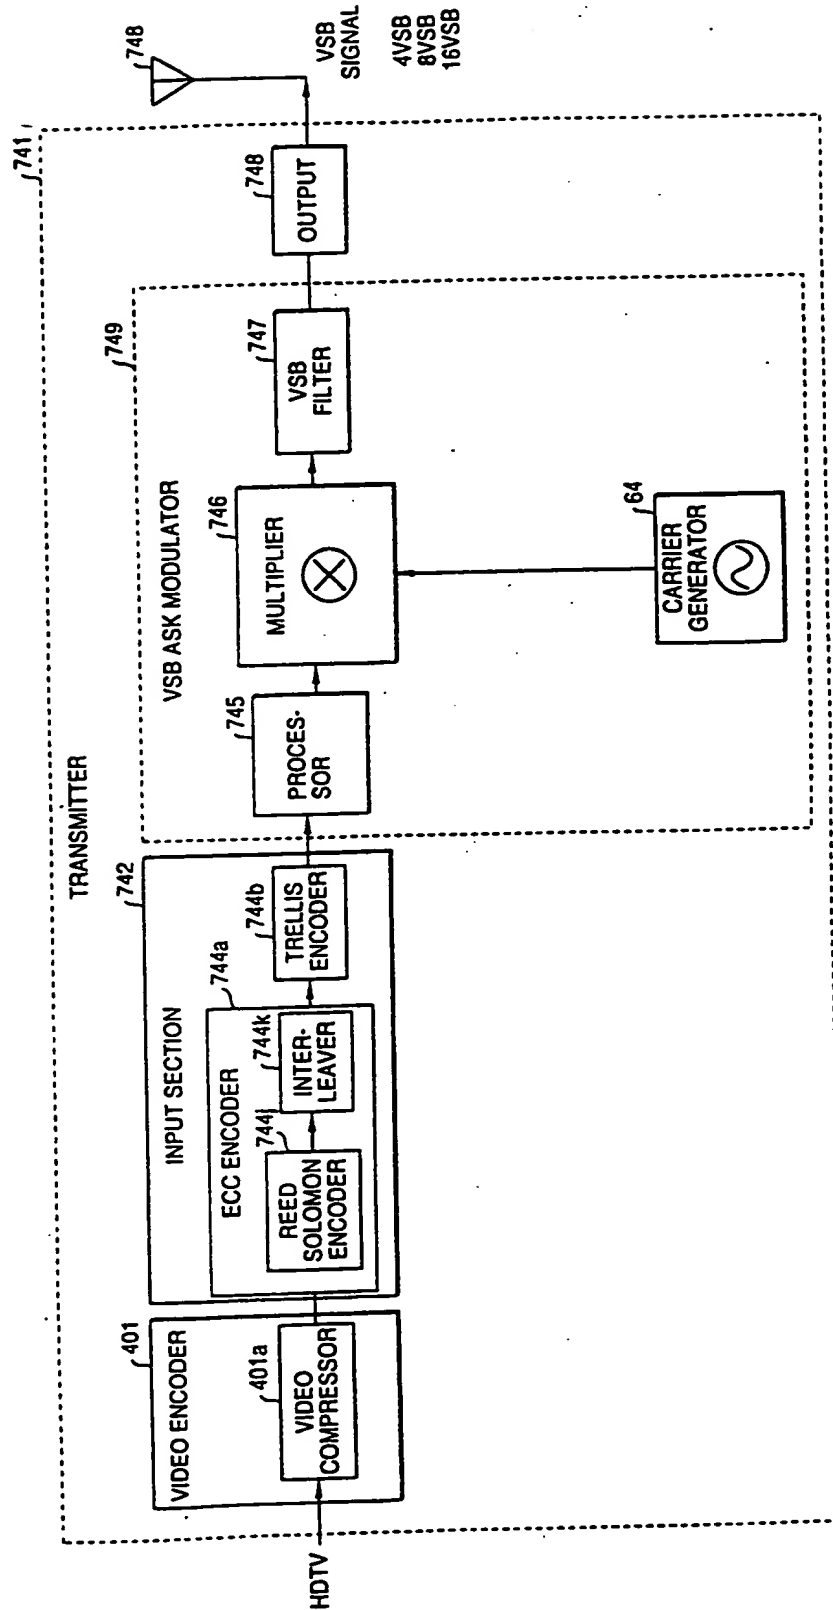 TRANSMITTER
741
HDTV
VIDEO ENCODER
401
401a
VIDEO
COMPRESSOR
INPUT SECTION
742
ECC ENCODER
744a
744j
REED
SOLOMON
ENCODER
744k
INTER-
LEAVER
744b
TRELLIS
ENCODER
VSB ASK MODULATOR
749
745
PROCES-
SOR
746
MULTIPLIER
747
VSB
FILTER
64
CARRIER
GENERATOR
748
OUTPUT
748
VSB
SIGNAL
4VSB
8VSB
16VSB